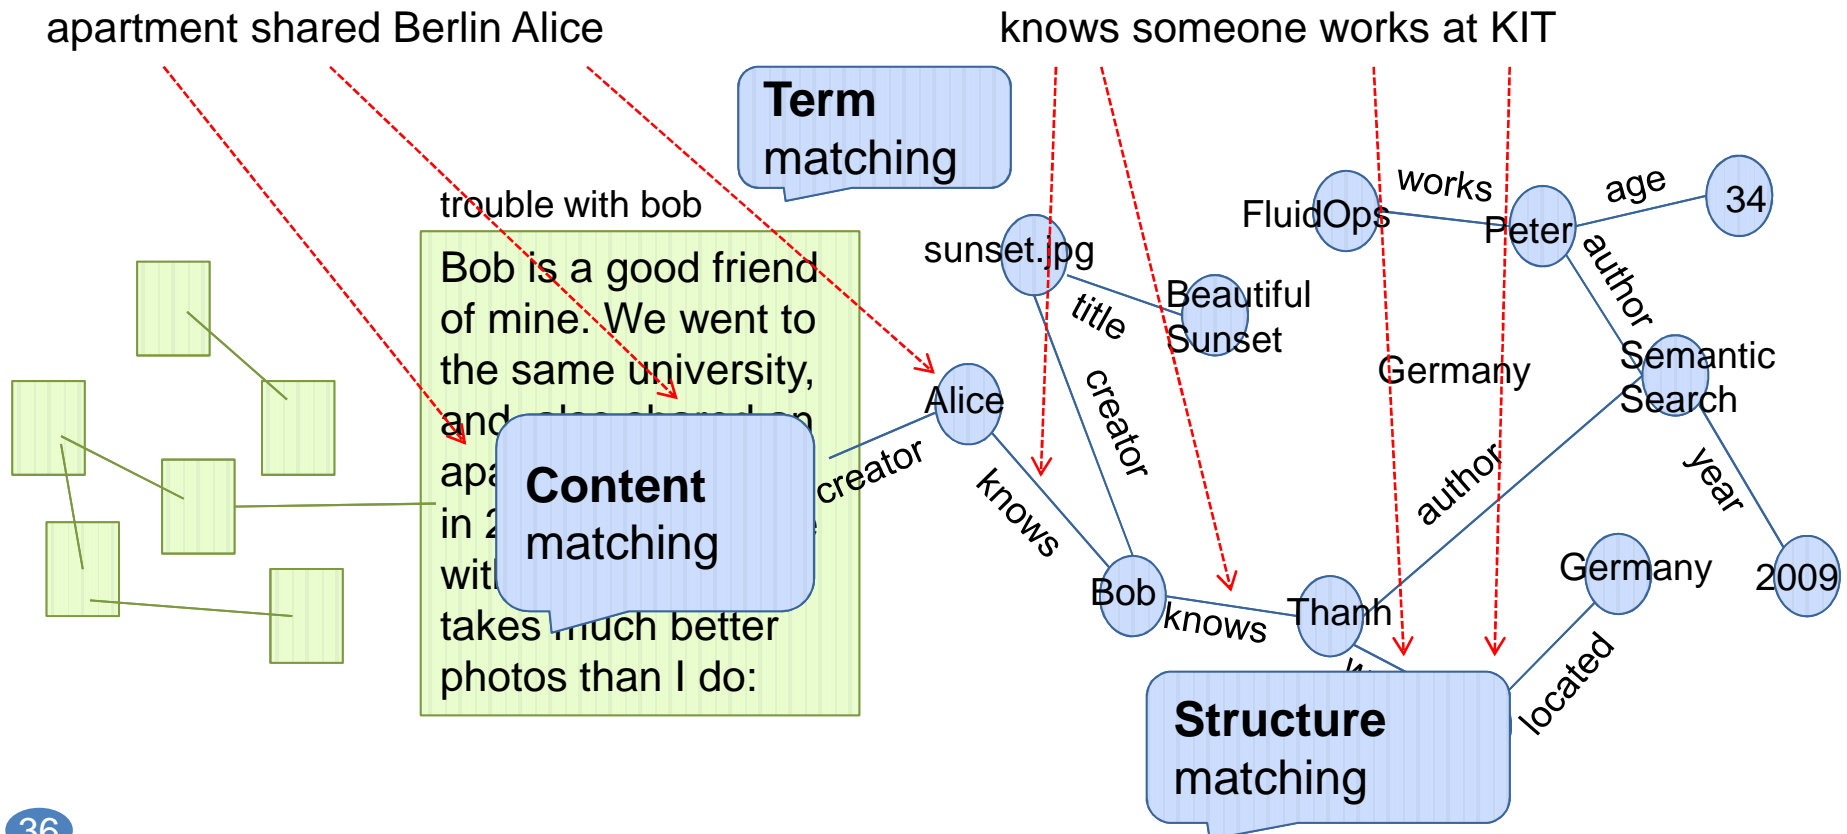 apartment shared Berlin Alice
knows someone works at KIT
Term
matching
trouble with bob
Bob is a good friend
of mine. We went to
the same university,
and also shared an
in
takes much better
photos than I do:
Content
matching
creator
Alice
knows
Bob
knows
Thanh
sunset.jpg
title
Beautiful
Sunset
creator
FluidOps
works
Peter
age
34
author
Germany
Semantic
Search
author
year
2009
Germany
located
Structure
matching
36